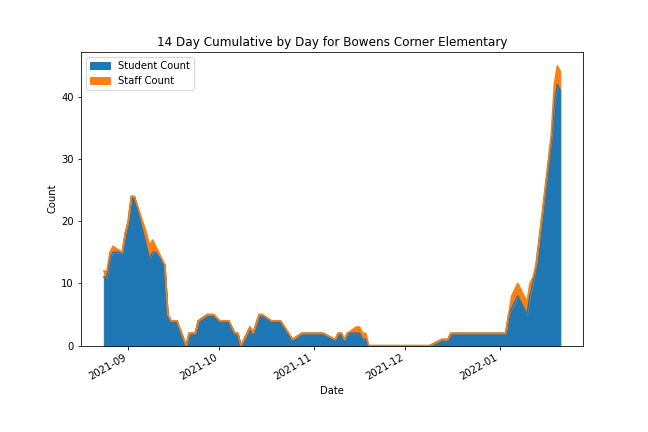 14 Day Cumulative by Day for Bowens Corner Elementary
Student Count
Staff Count
40
30
20
10
0
Count
2021-09
2021-10
2021-11
2021-12
2022-01
Date